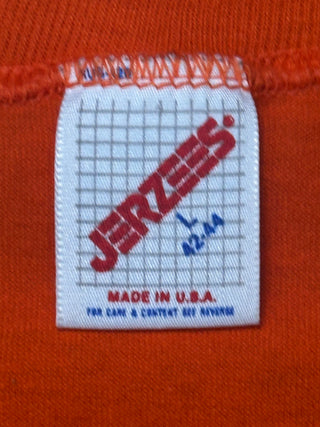 JERZEES®
L
42-44
MADE IN U.S.A.
FOR CARE & CONTENT SEE REVERSE